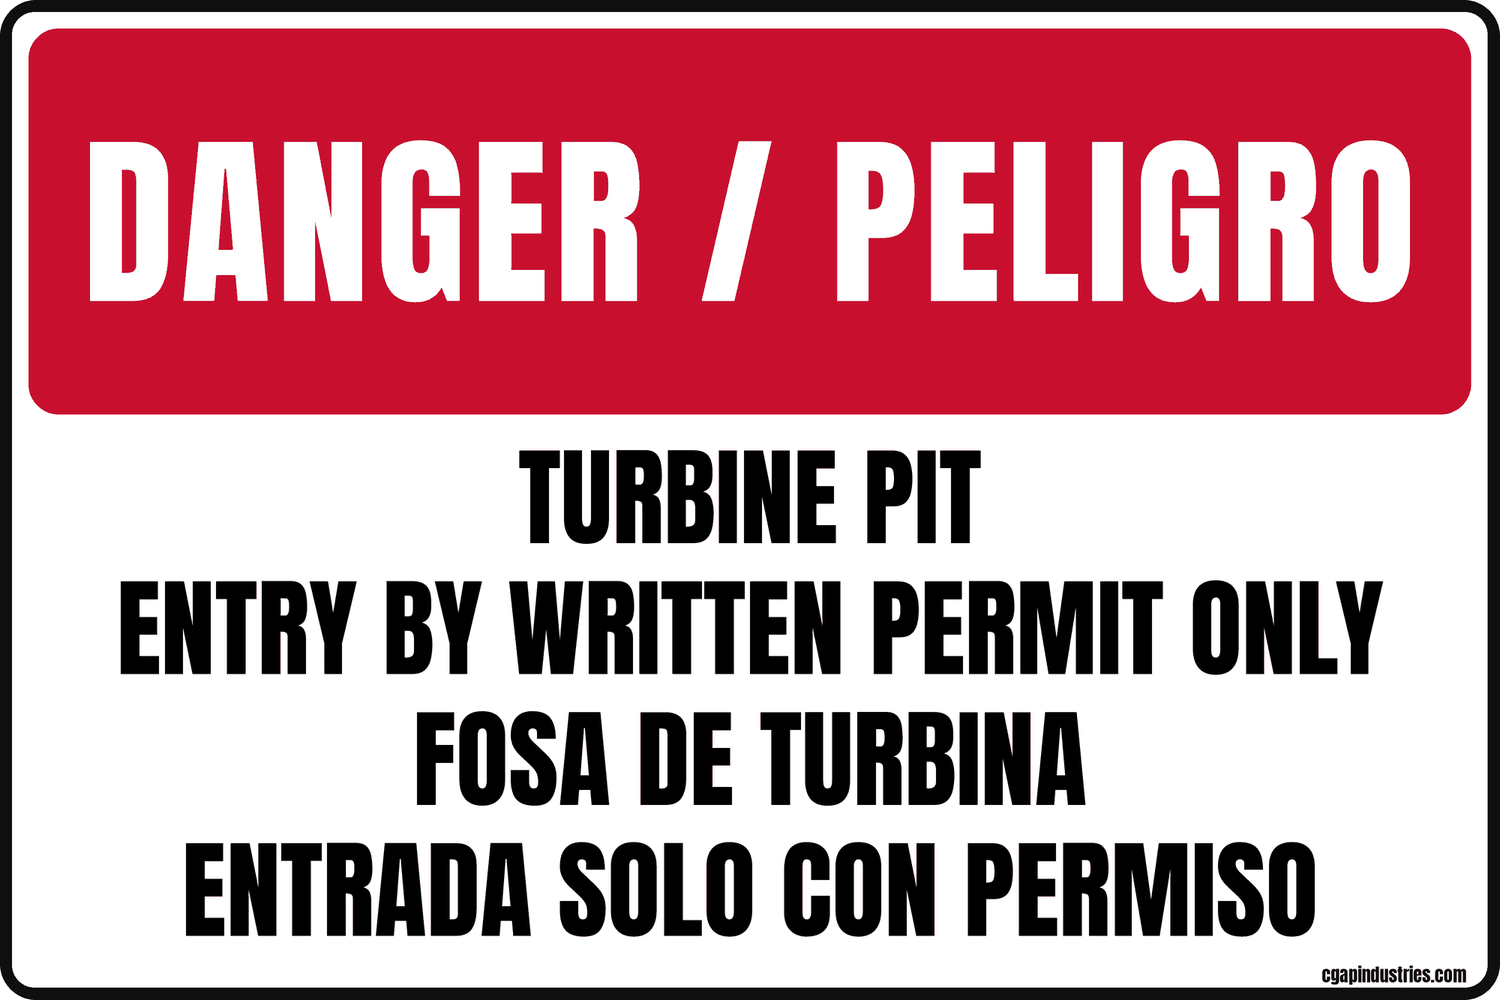 DANGER / PELIGRO
TURBINE PIT
ENTRY BY WRITTEN PERMIT ONLY
FOSA DE TURBINA
ENTRADA SOLO CON PERMISO
cgapindustries.com